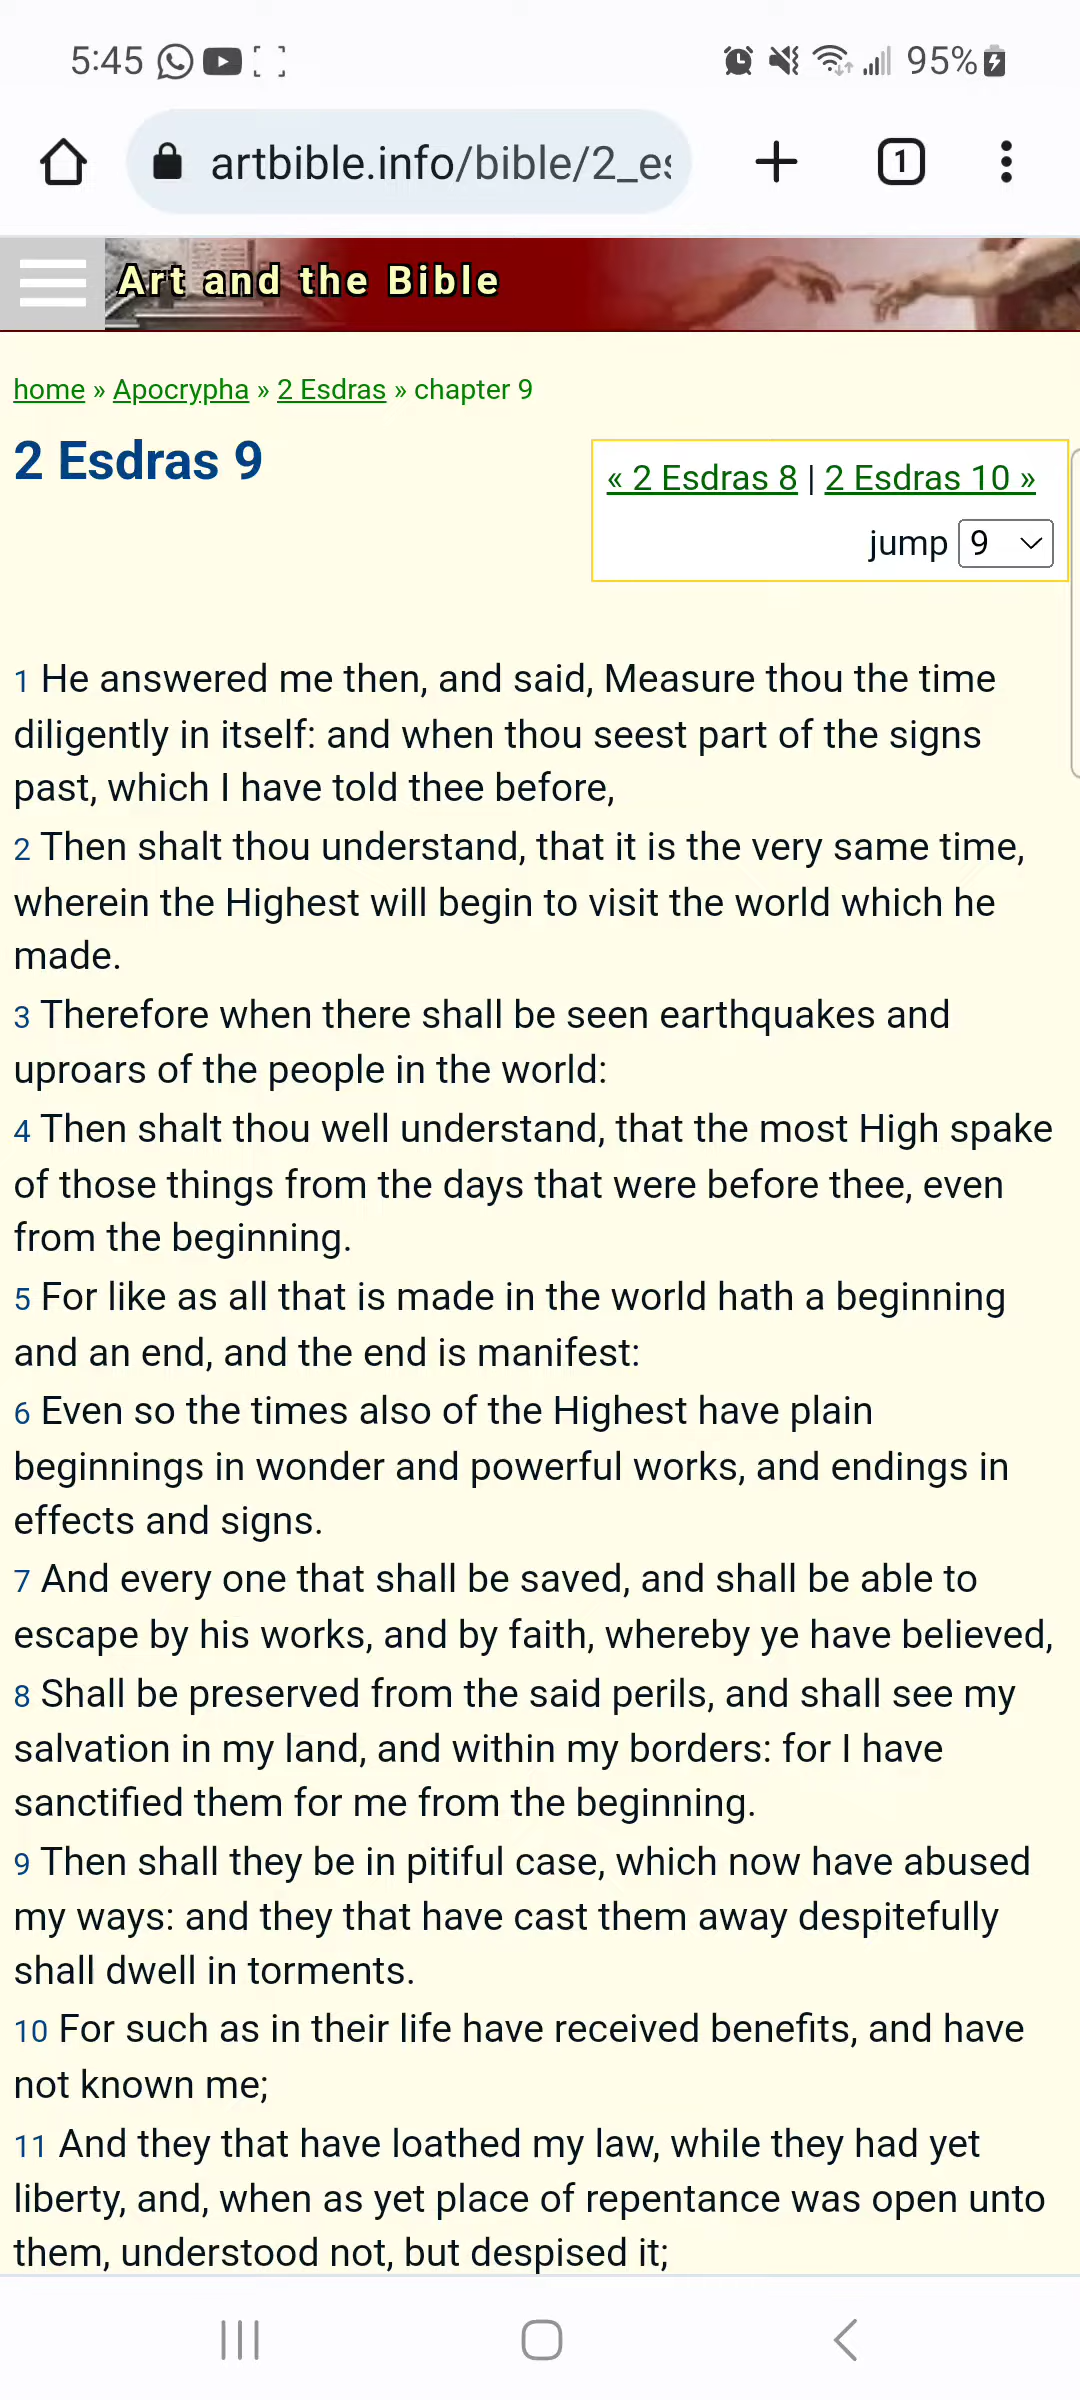 5:45 95%
artbible.info/bible/2_es 1
Art and the Bible
home » Apocrypha » 2 Esdras » chapter 9
2 Esdras 9
« 2 Esdras 8 | 2 Esdras 10 »
jump 9
1 He answered me then, and said, Measure thou the time
diligently in itself: and when thou seest part of the signs
past, which I have told thee before,
2 Then shalt thou understand, that it is the very same time,
wherein the Highest will begin to visit the world which he
made.
3 Therefore when there shall be seen earthquakes and
uproars of the people in the world:
4 Then shalt thou well understand, that the most High spake
of those things from the days that were before thee, even
from the beginning.
5 For like as all that is made in the world hath a beginning
and an end, and the end is manifest:
6 Even so the times also of the Highest have plain
beginnings in wonder and powerful works, and endings in
effects and signs.
7 And every one that shall be saved, and shall be able to
escape by his works, and by faith, whereby ye have believed,
8 Shall be preserved from the said perils, and shall see my
salvation in my land, and within my borders: for I have
sanctified them for me from the beginning.
9 Then shall they be in pitiful case, which now have abused
my ways: and they that have cast them away despitefully
shall dwell in torments.
10 For such as in their life have received benefits, and have
not known me;
11 And they that have loathed my law, while they had yet
liberty, and, when as yet place of repentance was open unto
them, understood not, but despised it;